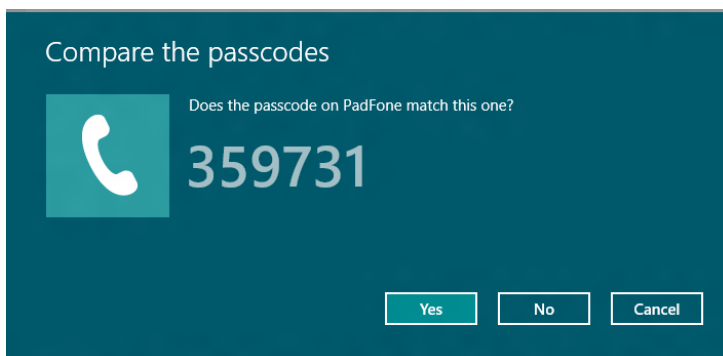 Compare the passcodes
Does the passcode on PadFone match this one?
359731
Yes No Cancel